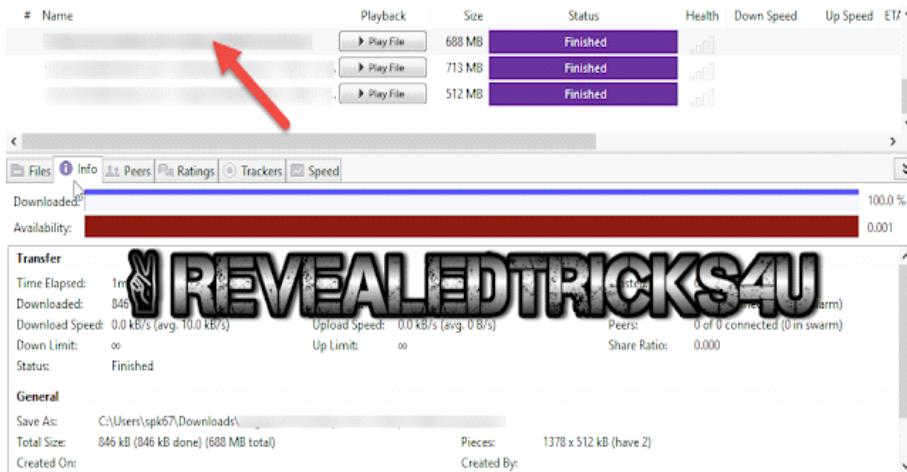 # Name Playback Size Status Health Down Speed Up Speed ETA
Play File 688 MB Finished
Play File 713 MB Finished
Play File 512 MB Finished
Files Info Peers Ratings Trackers Speed
Downloaded: 100.0 %
Availability: 0.001
REVEALEDTRICKS4U
Transfer
Time Elapsed:
Downloaded: 846
Download Speed: 0.0 kB/s (avg. 10.0 kB/s) Upload Speed: 0.0 kB/s (avg. 0 B/s) Peers: 0 of 0 connected (0 in swarm)
Down Limit: ∞ Up Limit: ∞ Share Ratio: 0.000
Status: Finished
General
Save As: C:\Users\spk67\Downloads\
Total Size: 846 kB (846 kB done) (688 MB total) Pieces: 1378 x 512 kB (have 2)
Created On: Created By: